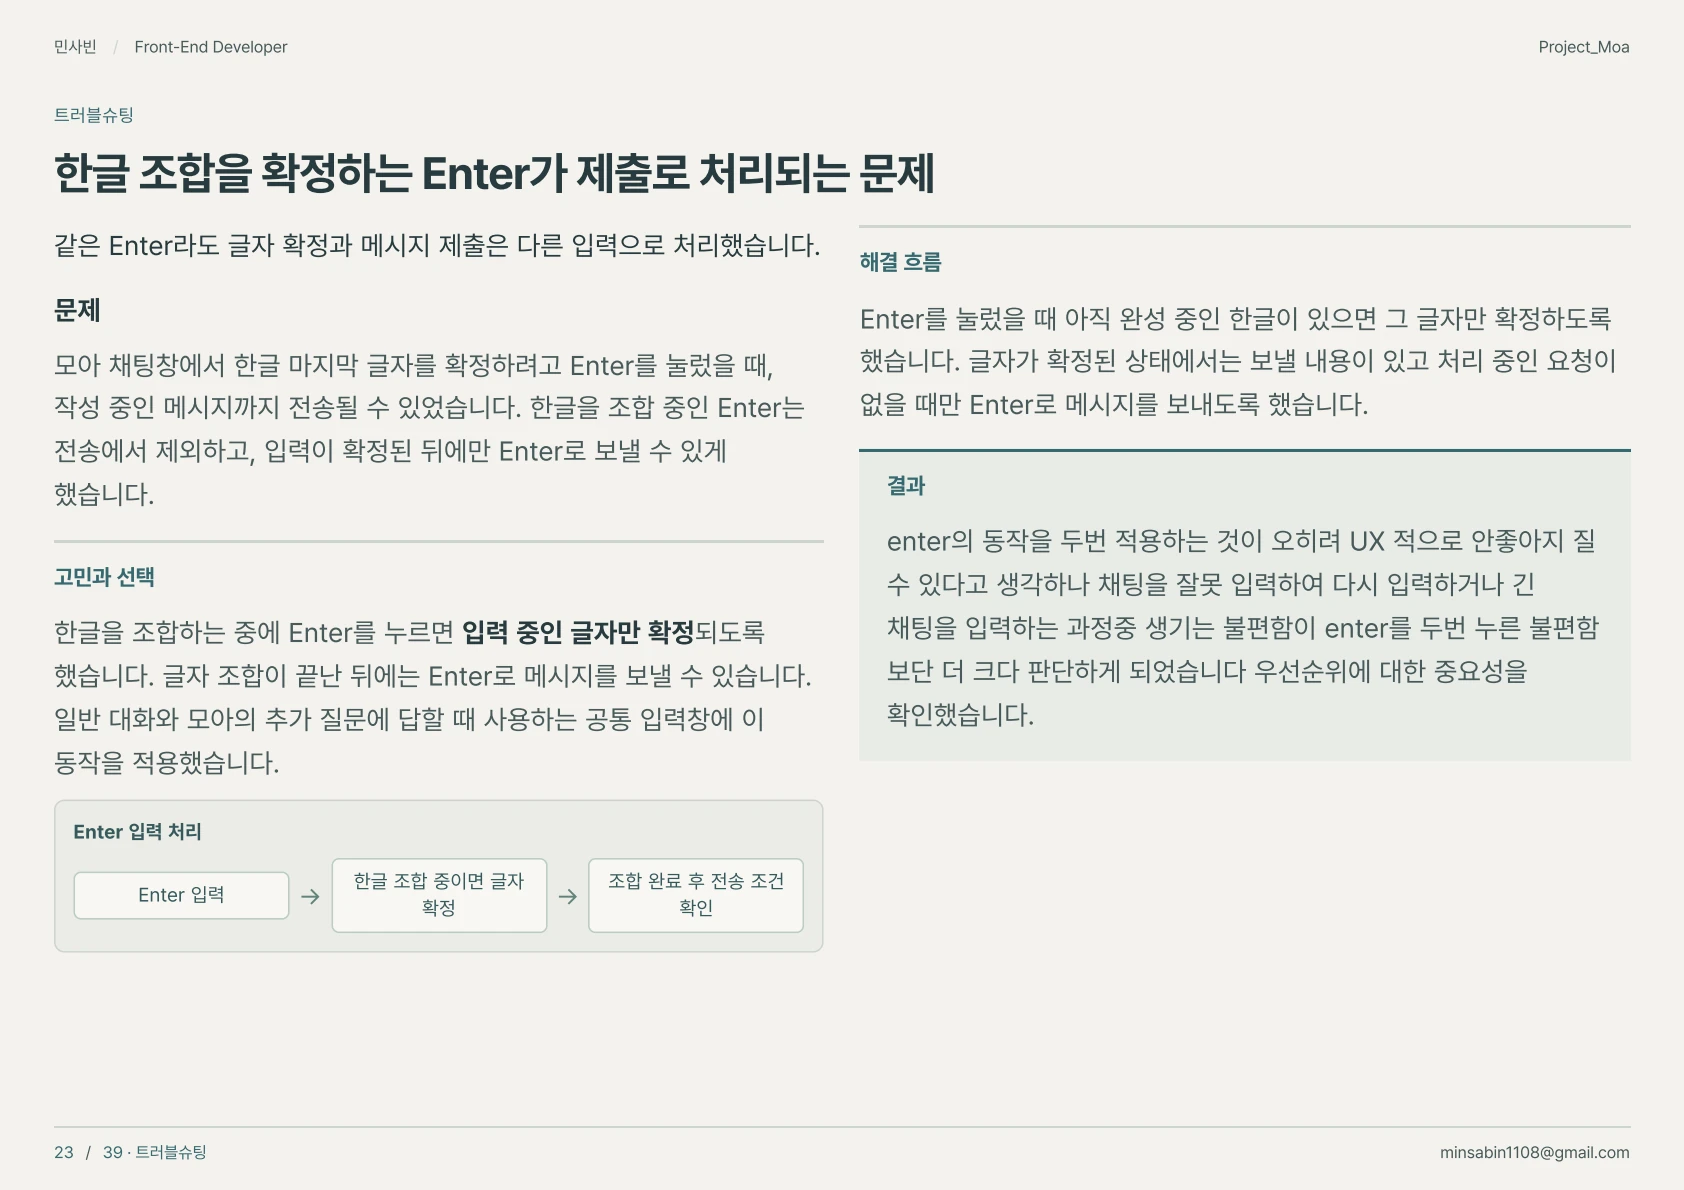 민사빈 / Front-End Developer
Project_Moa
트러블슈팅
한글 조합을 확정하는 Enter가 제출로 처리되는 문제
같은 Enter라도 글자 확정과 메시지 제출은 다른 입력으로 처리했습니다.
문제
모아 채팅창에서 한글 마지막 글자를 확정하려고 Enter를 눌렀을 때,
작성 중인 메시지까지 전송될 수 있었습니다. 한글을 조합 중인 Enter는
전송에서 제외하고, 입력이 확정된 뒤에만 Enter로 보낼 수 있게
했습니다.
고민과 선택
한글을 조합하는 중에 Enter를 누르면 입력 중인 글자만 확정되도록
했습니다. 글자 조합이 끝난 뒤에는 Enter로 메시지를 보낼 수 있습니다.
일반 대화와 모아의 추가 질문에 답할 때 사용하는 공통 입력창에 이
동작을 적용했습니다.
Enter 입력 처리
Enter 입력
→
한글 조합 중이면 글자
확정
→
조합 완료 후 전송 조건
확인
해결 흐름
Enter를 눌렀을 때 아직 완성 중인 한글이 있으면 그 글자만 확정하도록
했습니다. 글자가 확정된 상태에서는 보낼 내용이 있고 처리 중인 요청이
없을 때만 Enter로 메시지를 보내도록 했습니다.
결과
enter의 동작을 두번 적용하는 것이 오히려 UX 적으로 안좋아지 질
수 있다고 생각하나 채팅을 잘못 입력하여 다시 입력하거나 긴
채팅을 입력하는 과정중 생기는 불편함이 enter를 두번 누른 불편함
보단 더 크다 판단하게 되었습니다 우선순위에 대한 중요성을
확인했습니다.
23 / 39 · 트러블슈팅
minsabin1108@gmail.com